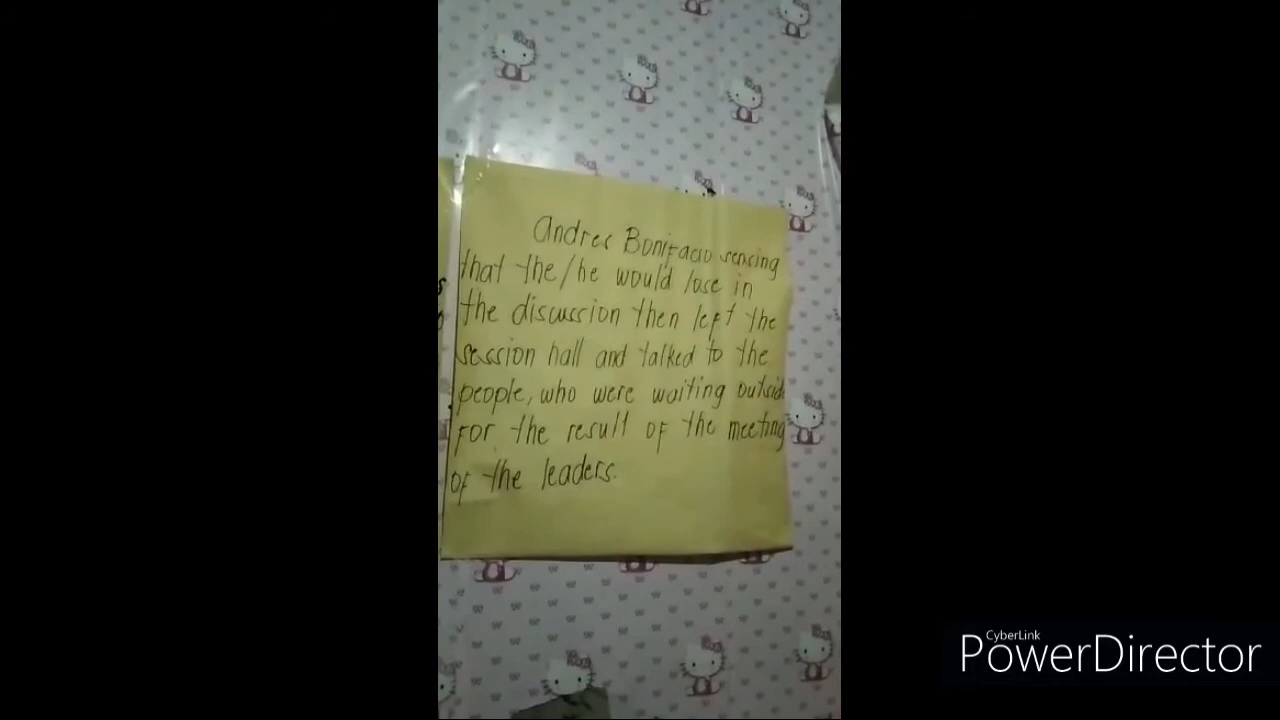 Andres Bonifacio sensing
that the/he would lose in
the discussion then left the
session hall and talked to the
people, who were waiting outside
for the result of the meeting
of the leaders.
CyberLink
PowerDirector